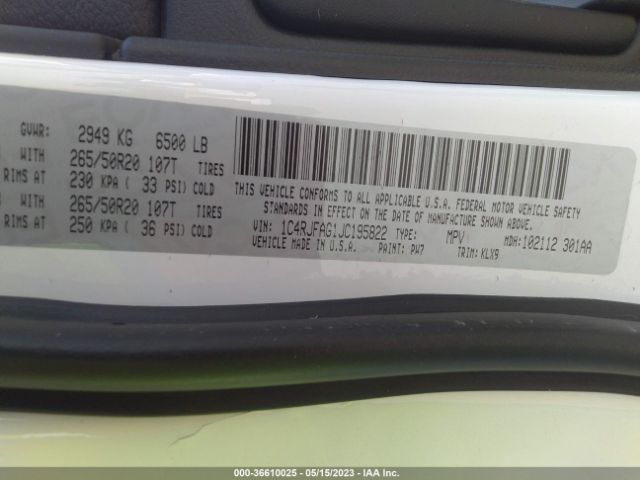 GVWR: 2949 KG 6500 LB
WITH 265/50R20 107T TIRES
RIMS AT 230 KPA ( 33 PSI) COLD
WITH 265/50R20 107T TIRES
RIMS AT 250 KPA ( 36 PSI) COLD
THIS VEHICLE CONFORMS TO ALL APPLICABLE U.S.A. FEDERAL MOTOR VEHICLE SAFETY
STANDARDS IN EFFECT ON THE DATE OF MANUFACTURE SHOWN ABOVE.
VIN: 1C4RJFAG1JC195822 TYPE: MPV MDH: 102112 301AA
VEHICLE MADE IN U.S.A. PAINT: PW7 TRIM: KLX9
000-36610025 - 05/15/2023 - IAA Inc.